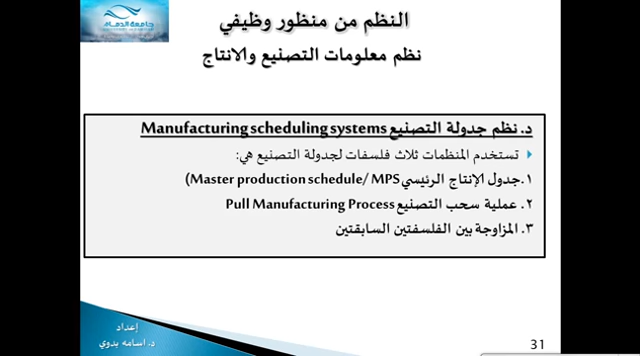 النظم من منظور وظيفي
نظم معلومات التصنيع والانتاج
جامعة الدمام
د. نظم جدولة التصنيع Manufacturing scheduling systems
تستخدم المنظمات ثلاث فلسفات لجدولة التصنيع هي:
١. جدول الإنتاج الرئيسي Master production schedule/ MPS)
٢. عملية سحب التصنيع Pull Manufacturing Process
٣. المزاوجة بين الفلسفتين السابقتين
إعداد
د. اسامه بدوي
31